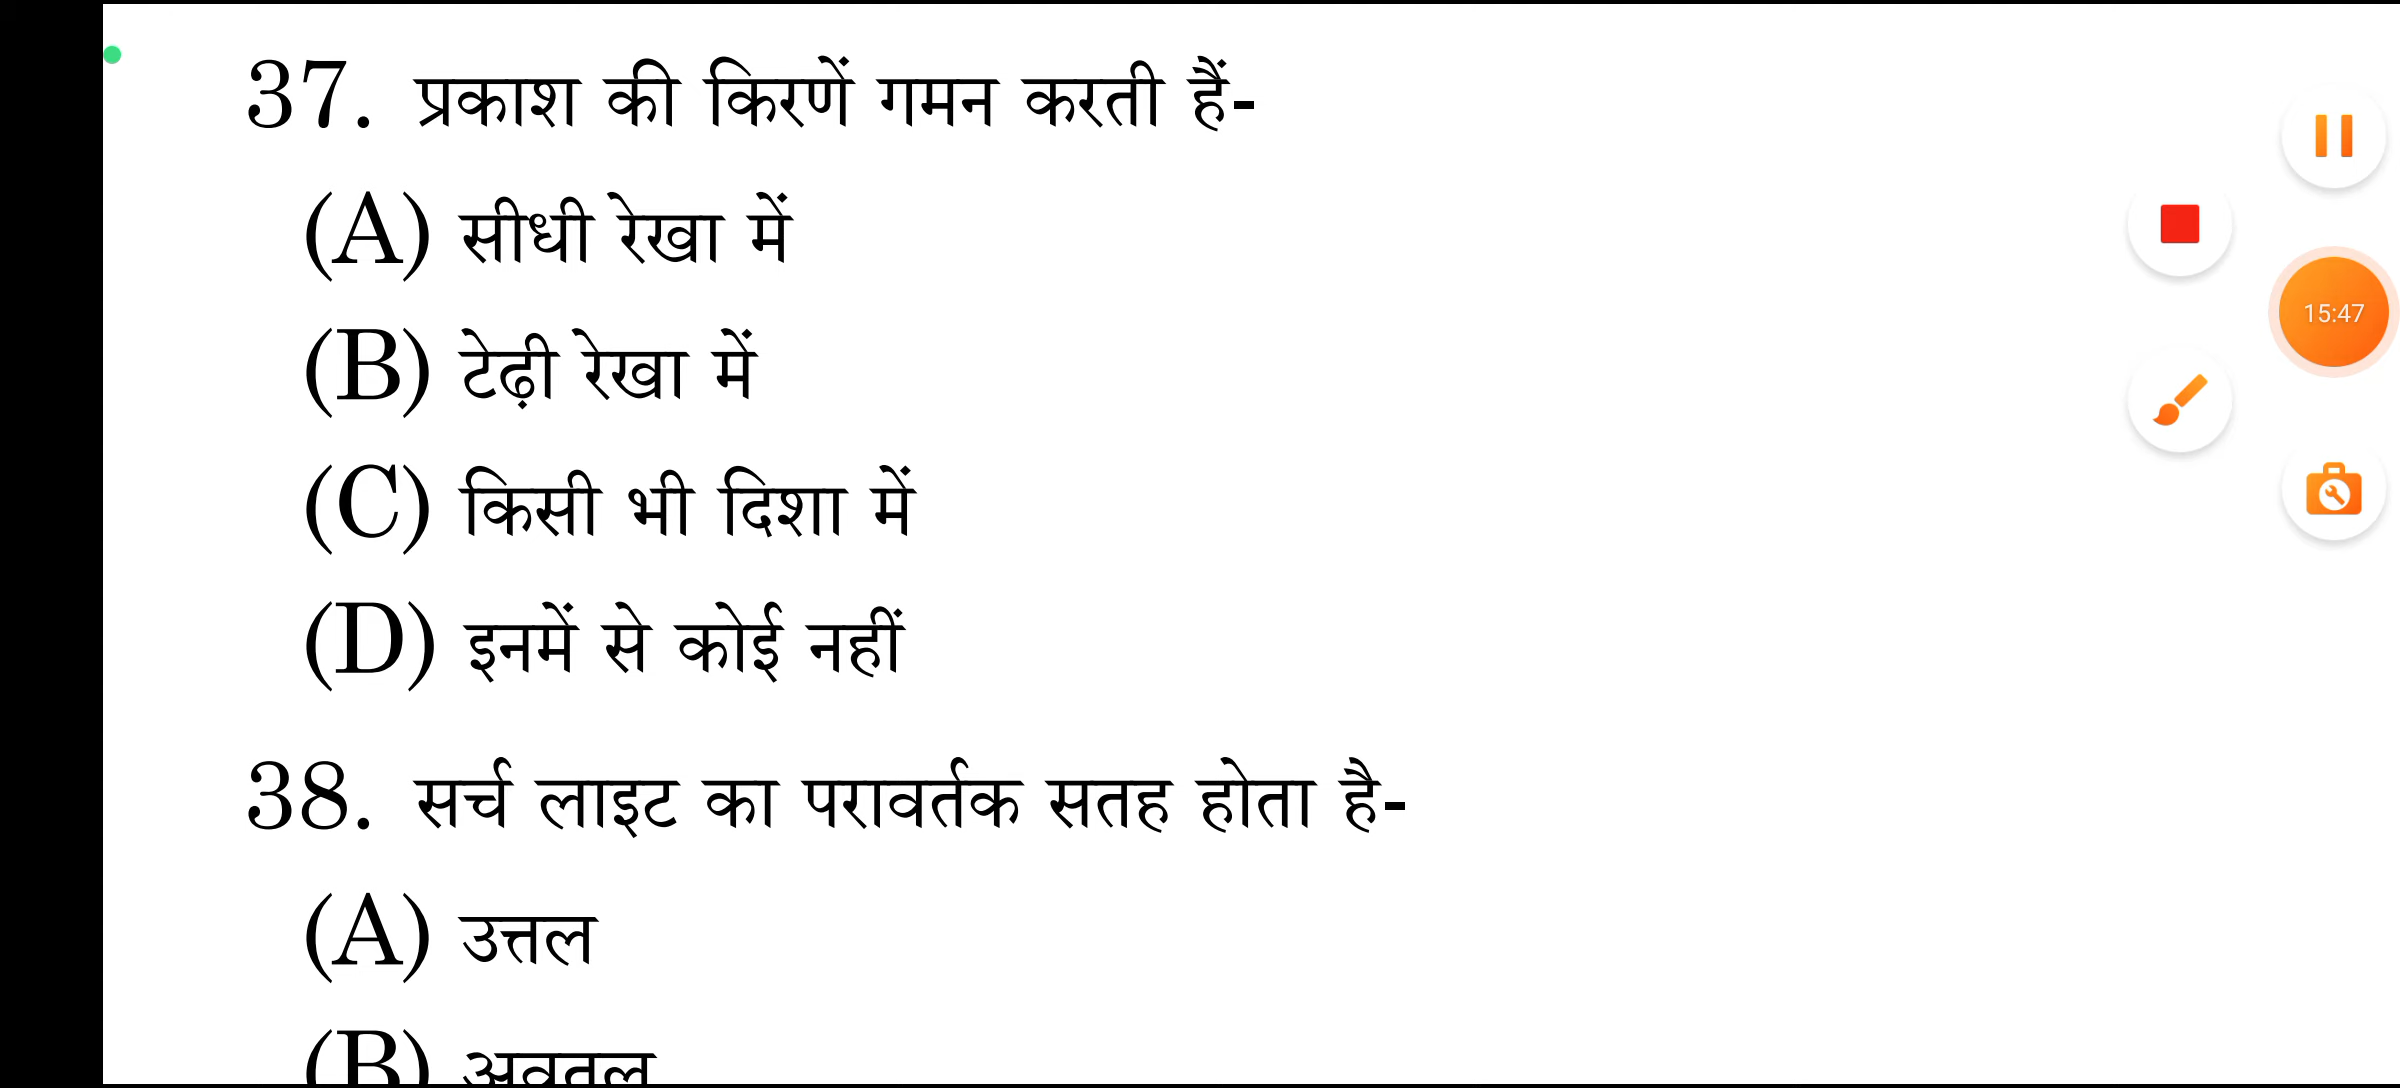 37. प्रकाश की किरणें गमन करती हैं-
(A) सीधी रेखा में
15:47
(B) टेढ़ी रेखा में
(C) किसी भी दिशा में
(D) इनमें से कोई नहीं
38. सर्च लाइट का परावर्तक सतह होता है-
(A) उत्तल
(B) अवतल